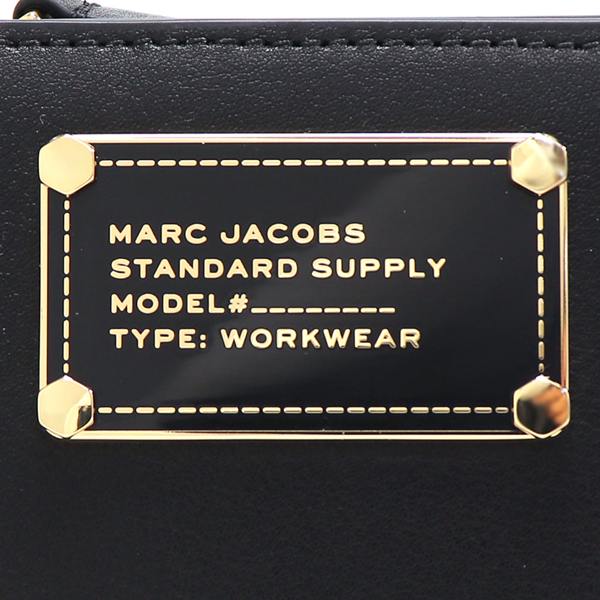 MARC JACOBS
STANDARD SUPPLY
MODEL#________
TYPE: WORKWEAR